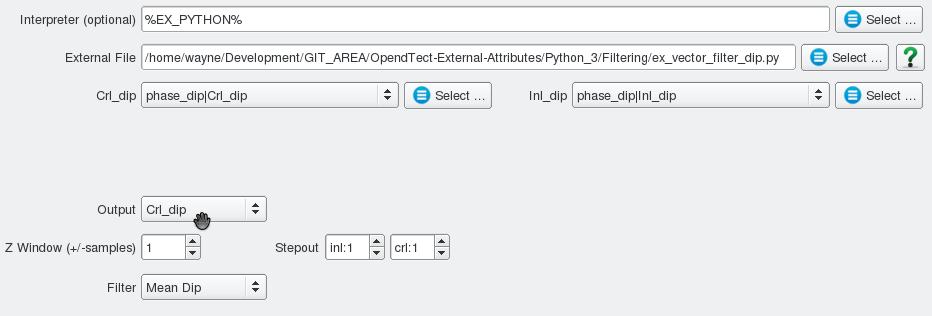 Interpreter (optional) %EX_PYTHON% Select ...
External File /home/wayne/Development/GIT_AREA/OpendTect-External-Attributes/Python_3/Filtering/ex_vector_filter_dip.py Select ... ?
Crl_dip phase_dip|Crl_dip Select ... Inl_dip phase_dip|Inl_dip Select ...
Output Crl_dip
Z Window (+/-samples) 1 Stepout inl:1 crl:1
Filter Mean Dip